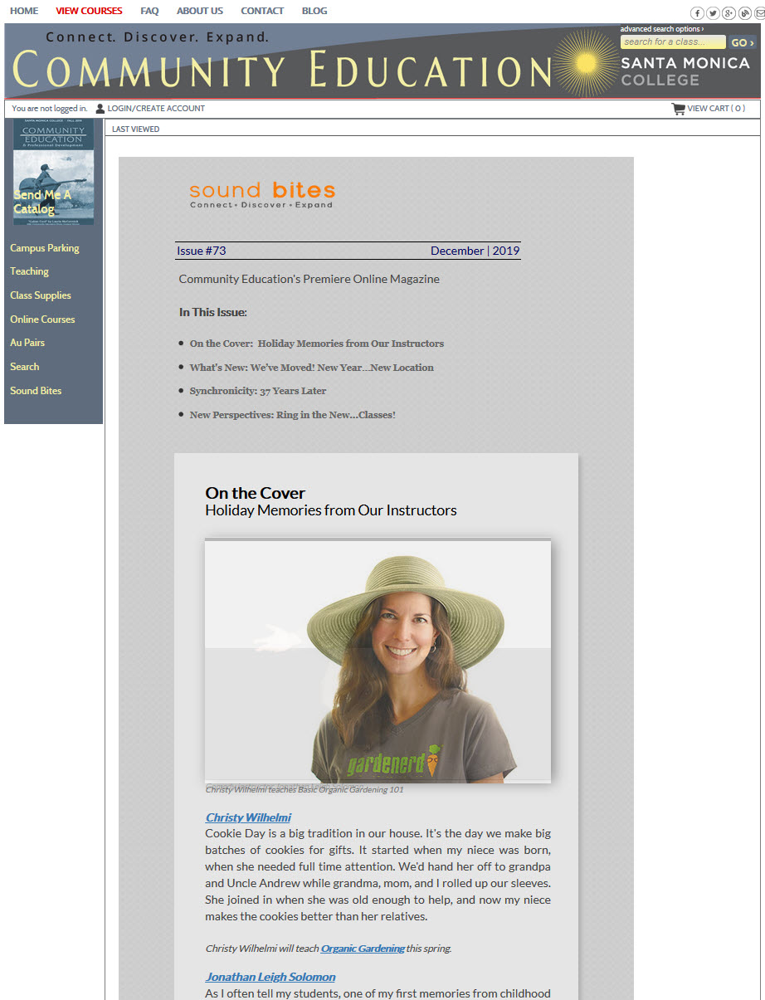 HOME VIEW COURSES FAQ ABOUT US CONTACT BLOG
Connect. Discover. Expand.
COMMUNITY EDUCATION
advanced search options ›
search for a class...
GO ›
SANTA MONICA
COLLEGE
You are not logged in. LOGIN/CREATE ACCOUNT
VIEW CART ( 0 )
SANTA MONICA COLLEGE FALL 2019
COMMUNITY
EDUCATION
& Professional Development
Send Me A
Catalog
LAST VIEWED
Campus Parking
Teaching
Class Supplies
Online Courses
Au Pairs
Search
Sound Bites
sound bites
Connect • Discover • Expand
Issue #73 December | 2019
Community Education's Premiere Online Magazine
In This Issue:
• On the Cover: Holiday Memories from Our Instructors
• What's New: We've Moved! New Year...New Location
• Synchronicity: 37 Years Later
• New Perspectives: Ring in the New...Classes!
On the Cover
Holiday Memories from Our Instructors
gardenerd
Christy Wilhelmi teaches Basic Organic Gardening 101
Christy Wilhelmi
Cookie Day is a big tradition in our house. It's the day we make big
batches of cookies for gifts. It started when my niece was born,
when she needed full time attention. We'd hand her off to grandpa
and Uncle Andrew while grandma, mom, and I rolled up our sleeves.
She joined in when she was old enough to help, and now my niece
makes the cookies better than her relatives.
Christy Wilhelmi will teach Organic Gardening this spring.
Jonathan Leigh Solomon
As I often tell my students, one of my first memories from childhood